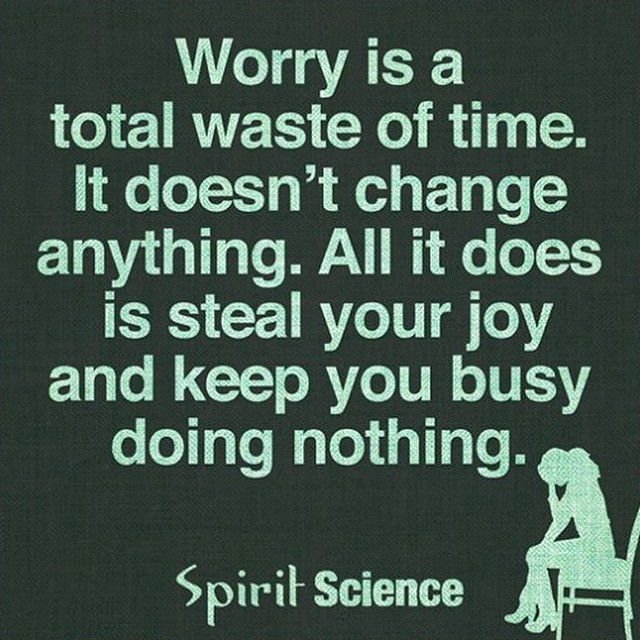 Worry is a
total waste of time.
It doesn't change
anything. All it does
is steal your joy
and keep you busy
doing nothing.
Spirit Science